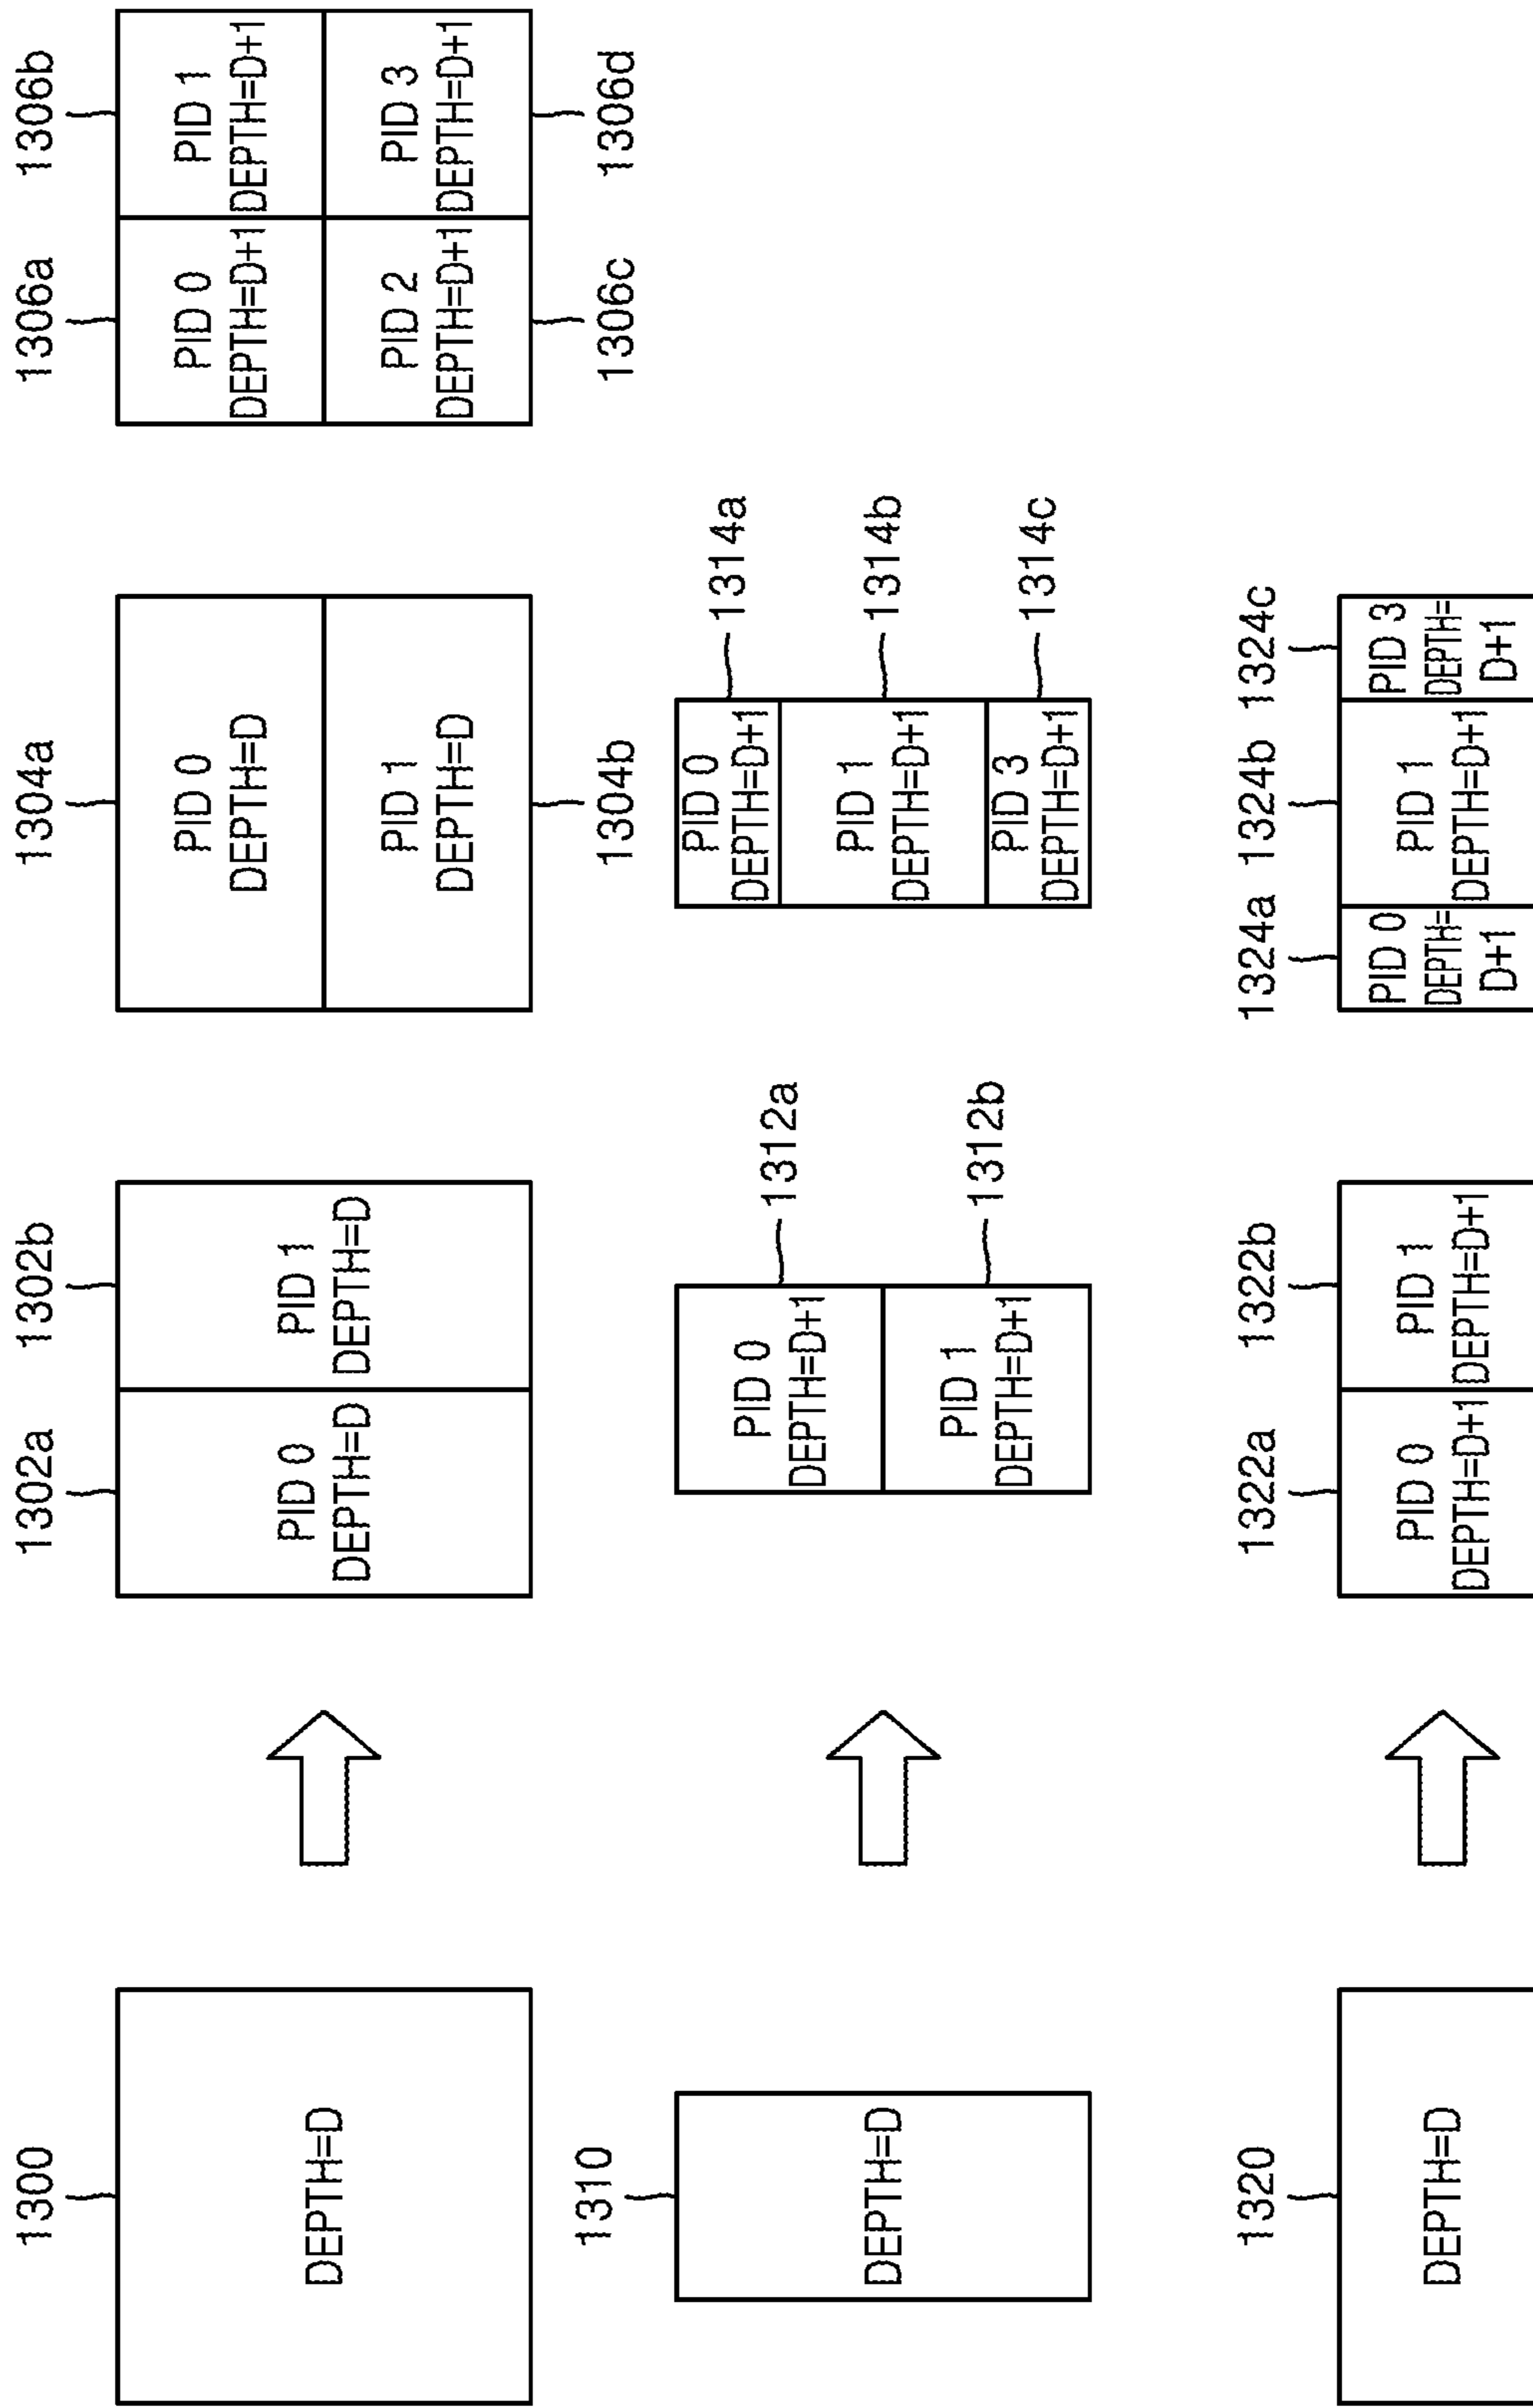 1300
DEPTH=D
1302a
1302b
PID 0
DEPTH=D
PID 1
DEPTH=D
1304a
PID 0
DEPTH=D
PID 1
DEPTH=D
1304b
1306a
1306b
PID 0
DEPTH=D+1
PID 1
DEPTH=D+1
PID 2
DEPTH=D+1
PID 3
DEPTH=D+1
1306c
1306d
1310
DEPTH=D
PID 0
DEPTH=D+1
1312a
PID 1
DEPTH=D+1
1312b
PID 0
DEPTH=D+1
1314a
PID 1
DEPTH=D+1
1314b
PID 3
DEPTH=D+1
1314c
1320
DEPTH=D
1322a
1322b
PID 0
DEPTH=D+1
PID 1
DEPTH=D+1
1324a
1324b
1324c
PID 0
DEPTH=
D+1
PID 1
DEPTH=D+1
PID 3
DEPTH=
D+1